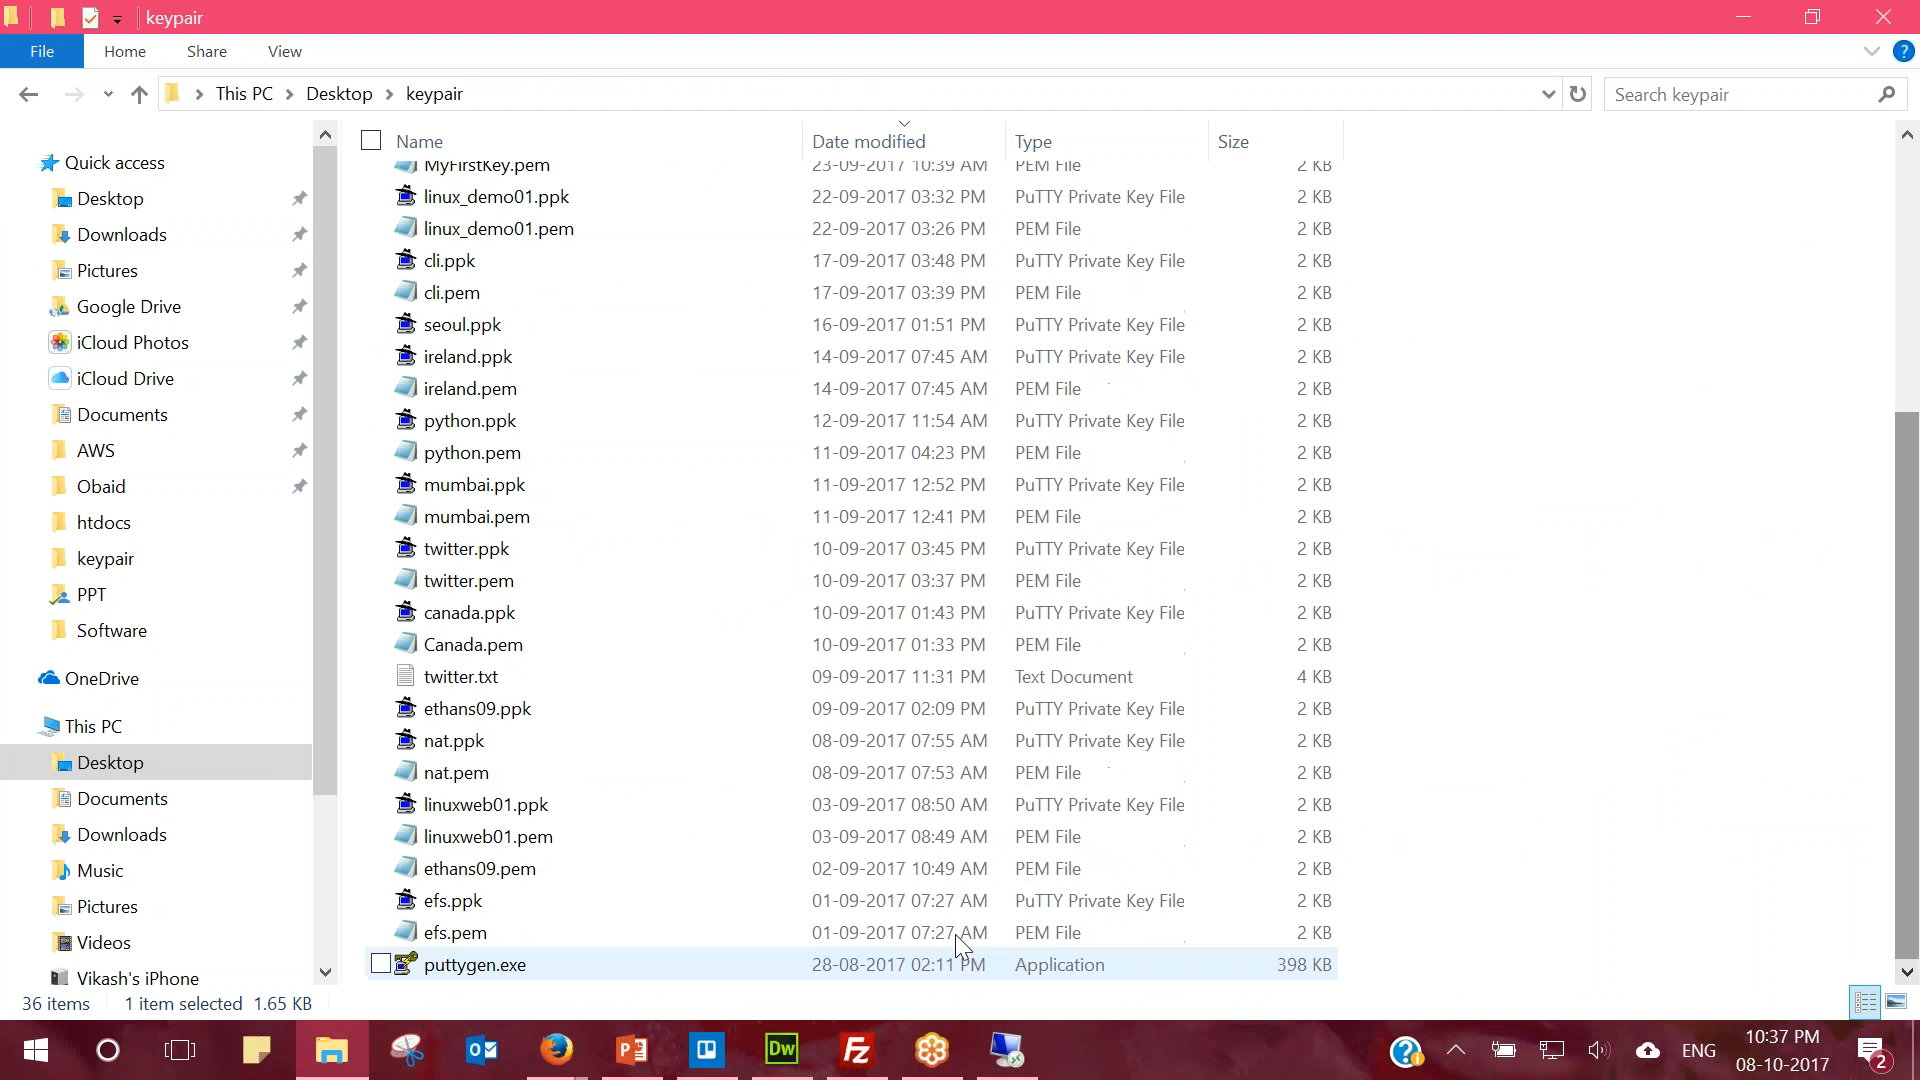 keypair
File Home Share View
This PC Desktop keypair
Search keypair
Name Date modified Type Size
Quick access
Desktop
Downloads
Pictures
Google Drive
iCloud Photos
iCloud Drive
Documents
AWS
Obaid
htdocs
keypair
PPT
Software
OneDrive
This PC
Desktop
Documents
Downloads
Music
Pictures
Videos
Vikash's iPhone
MyFirstKey.pem 23-09-2017 10:39 AM PEM File 2 KB
linux_demo01.ppk 22-09-2017 03:32 PM PuTTY Private Key File 2 KB
linux_demo01.pem 22-09-2017 03:26 PM PEM File 2 KB
cli.ppk 17-09-2017 03:48 PM PuTTY Private Key File 2 KB
cli.pem 17-09-2017 03:39 PM PEM File 2 KB
seoul.ppk 16-09-2017 01:51 PM PuTTY Private Key File 2 KB
ireland.ppk 14-09-2017 07:45 AM PuTTY Private Key File 2 KB
ireland.pem 14-09-2017 07:45 AM PEM File 2 KB
python.ppk 12-09-2017 11:54 AM PuTTY Private Key File 2 KB
python.pem 11-09-2017 04:23 PM PEM File 2 KB
mumbai.ppk 11-09-2017 12:52 PM PuTTY Private Key File 2 KB
mumbai.pem 11-09-2017 12:41 PM PEM File 2 KB
twitter.ppk 10-09-2017 03:45 PM PuTTY Private Key File 2 KB
twitter.pem 10-09-2017 03:37 PM PEM File 2 KB
canada.ppk 10-09-2017 01:43 PM PuTTY Private Key File 2 KB
Canada.pem 10-09-2017 01:33 PM PEM File 2 KB
twitter.txt 09-09-2017 11:31 PM Text Document 4 KB
ethans09.ppk 09-09-2017 02:09 PM PuTTY Private Key File 2 KB
nat.ppk 08-09-2017 07:55 AM PuTTY Private Key File 2 KB
nat.pem 08-09-2017 07:53 AM PEM File 2 KB
linuxweb01.ppk 03-09-2017 08:50 AM PuTTY Private Key File 2 KB
linuxweb01.pem 03-09-2017 08:49 AM PEM File 2 KB
ethans09.pem 02-09-2017 10:49 AM PEM File 2 KB
efs.ppk 01-09-2017 07:27 AM PuTTY Private Key File 2 KB
efs.pem 01-09-2017 07:27 AM PEM File 2 KB
puttygen.exe 28-08-2017 02:11 PM Application 398 KB
36 items 1 item selected 1.65 KB
Dw
Fz
ENG
10:37 PM
08-10-2017
2